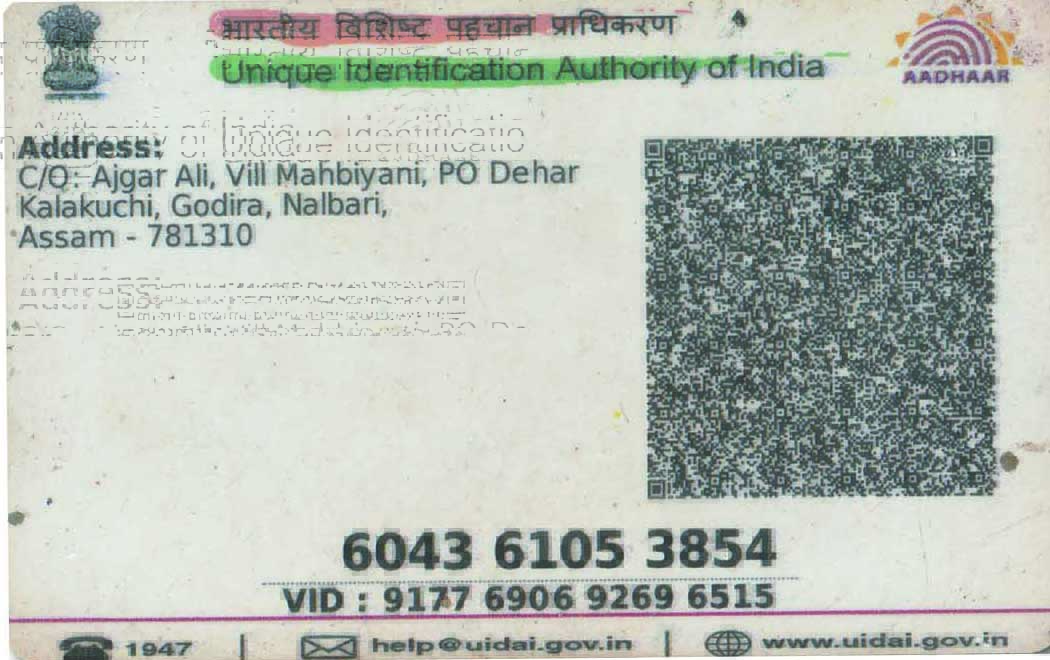 भारतीय विशिष्ट पहचान प्राधिकरण
Unique Identification Authority of India
AADHAAR
Address:
C/O: Ajgar Ali, Vill Mahbiyani, PO Dehar
Kalakuchi, Godira, Nalbari,
Assam - 781310
Address:
6043 6105 3854
VID : 9177 6906 9269 6515
1947 | help@uidai.gov.in | www.uidai.gov.in